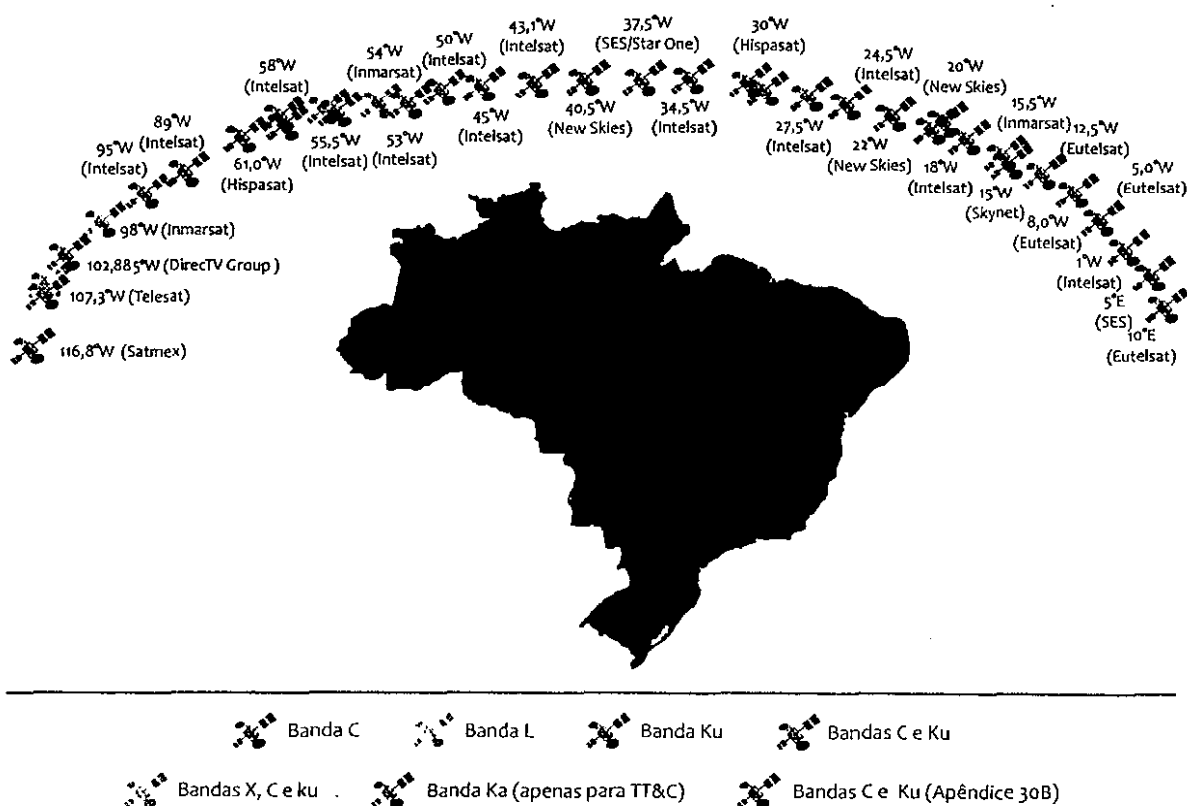 116,8°W (Satmex)
107,3°W (Telesat)
102,885°W (DirecTV Group )
98°W (Inmarsat)
95°W
(Intelsat)
89°W
(Intelsat)
61,0°W
(Hispasat)
58°W
(Intelsat)
55,5°W
(Intelsat)
54°W
(Inmarsat)
53°W
(Intelsat)
50°W
(Intelsat)
45°W
(Intelsat)
43,1°W
(Intelsat)
40,5°W
(New Skies)
37,5°W
(SES/Star One)
34,5°W
(Intelsat)
30°W
(Hispasat)
27,5°W
(Intelsat)
24,5°W
(Intelsat)
22°W
(New Skies)
20°W
(New Skies)
18°W
(Intelsat)
15,5°W
(Inmarsat)
15°W
(Skynet)
12,5°W
(Eutelsat)
8,0°W
(Eutelsat)
5,0°W
(Eutelsat)
1°W
(Intelsat)
5°E
(SES)
10°E
(Eutelsat)
Banda C
Banda L
Banda Ku
Bandas C e Ku
Bandas X, C e ku
Banda Ka (apenas para TT&C)
Bandas C e Ku (Apêndice 30B)